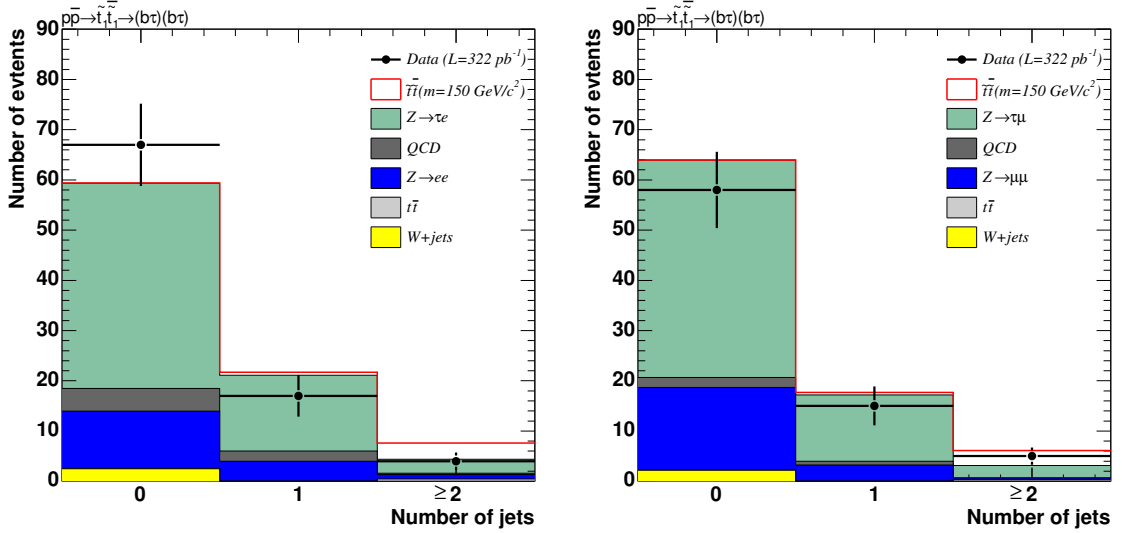 pp̅→t̃₁t̃̅₁→(bτ)(bτ)
Number of evtents
90
80
70
60
50
40
30
20
10
0
Data (L=322 pb⁻¹)
t̃t̃̅(m=150 GeV/c²)
Z→τe
QCD
Z→ee
tt̅
W+jets
0 1 ≥2
Number of jets
pp̅→t̃₁t̃̅₁→(bτ)(bτ)
Number of evtents
90
80
70
60
50
40
30
20
10
0
Data (L=322 pb⁻¹)
t̃t̃̅(m=150 GeV/c²)
Z→τμ
QCD
Z→μμ
tt̅
W+jets
0 1 ≥2
Number of jets